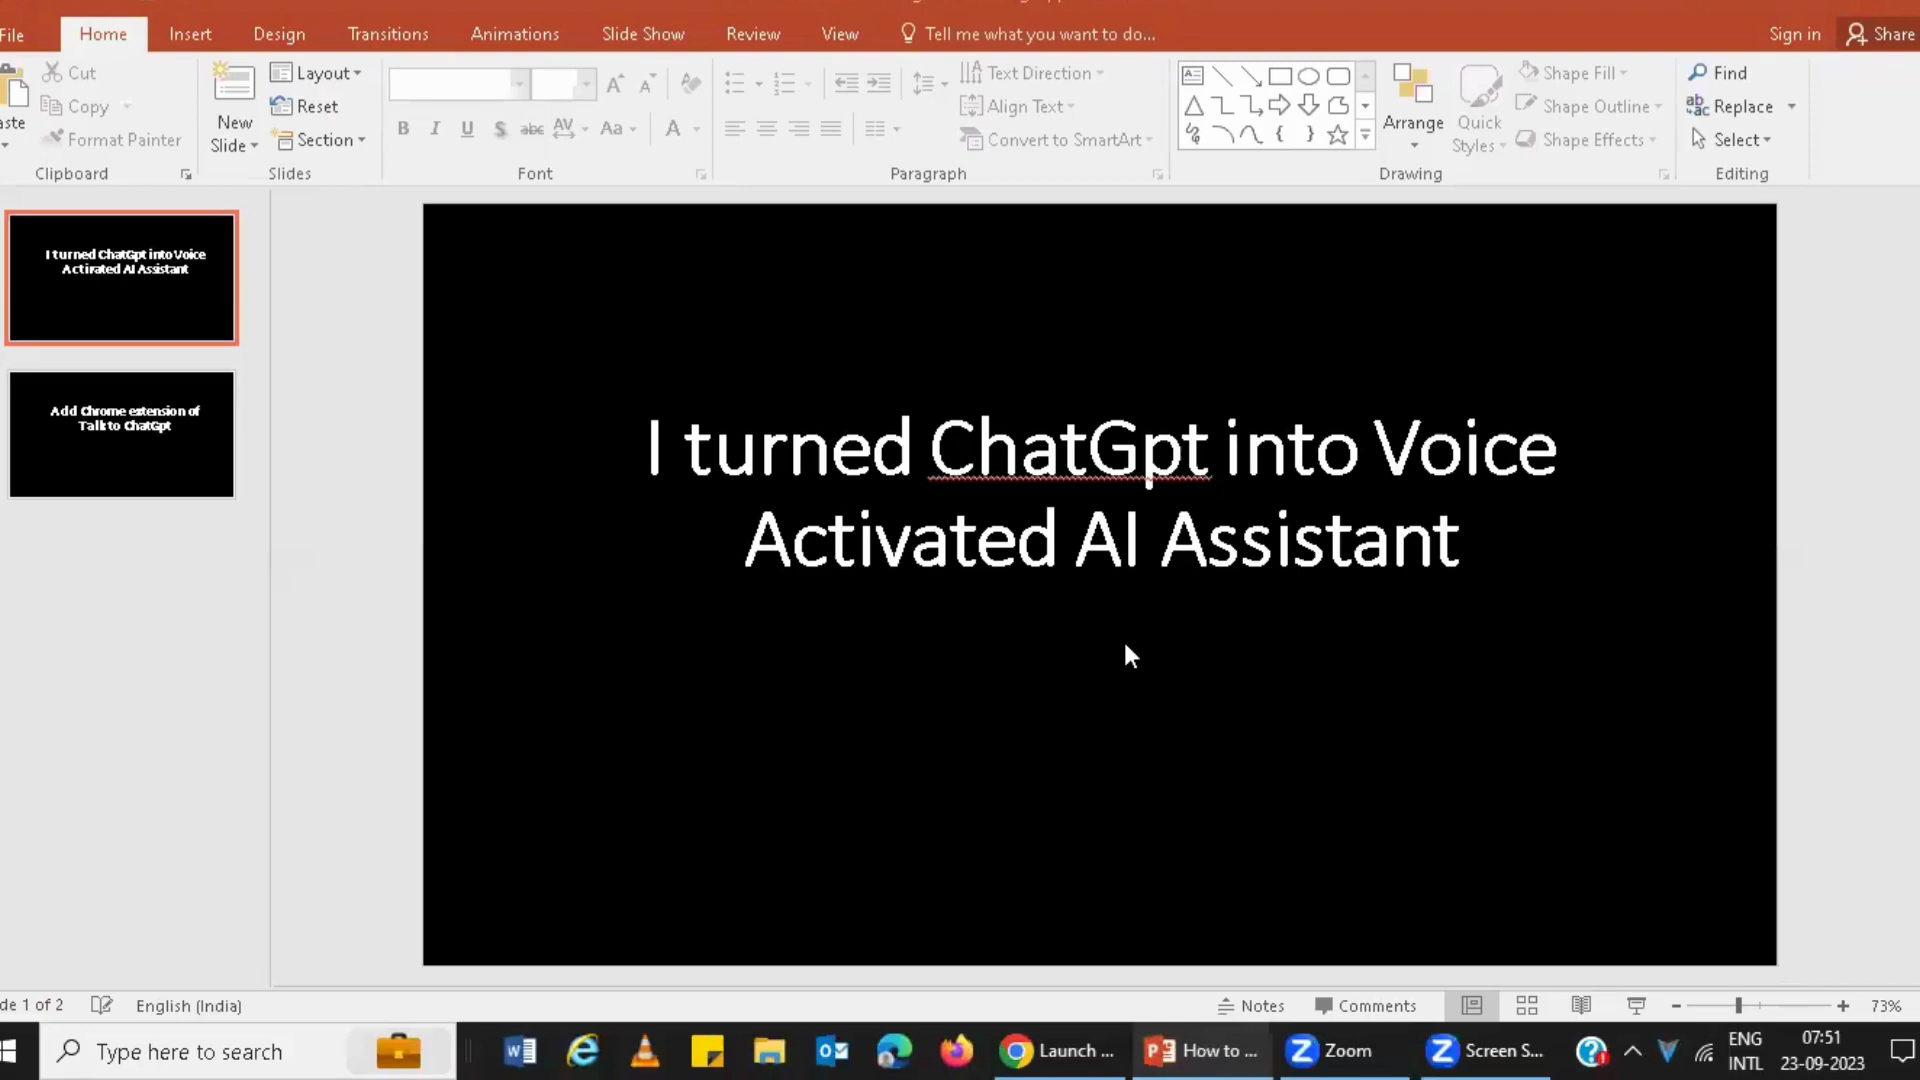 File
Home
Insert
Design
Transitions
Animations
Slide Show
Review
View
Tell me what you want to do...
Sign in
Share
Cut
Copy
Format Painter
Clipboard
New
Slide
Layout
Reset
Section
Slides
B I U S abc AV Aa A
Font
Text Direction
Align Text
Convert to SmartArt
Paragraph
Arrange
Quick
Styles
Shape Fill
Shape Outline
Shape Effects
Drawing
Find
Replace
Select
Editing
I turned ChatGpt into Voice
Activated AI Assistant
Add Chrome extension of
Talk to ChatGpt
I turned ChatGpt into Voice
Activated AI Assistant
de 1 of 2
English (India)
Notes
Comments
73%
Type here to search
Launch ...
How to ...
Zoom
Screen S...
ENG
INTL
07:51
23-09-2023